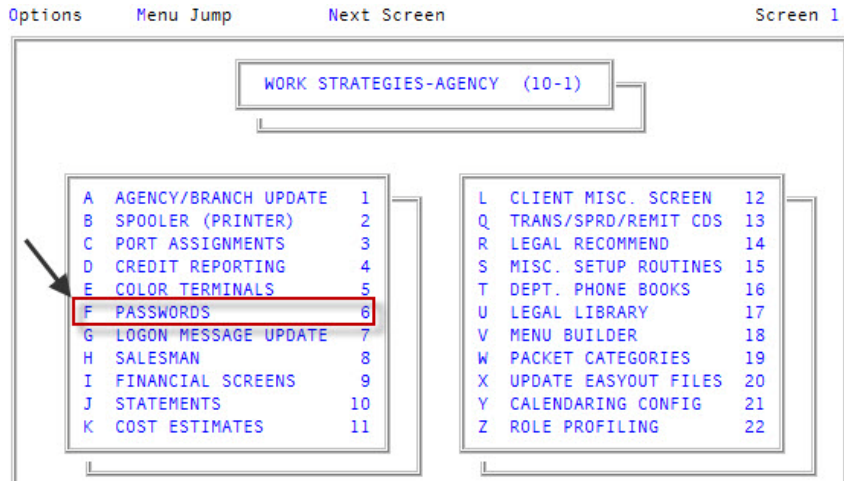 Options Menu Jump Next Screen Screen 1
WORK STRATEGIES-AGENCY (10-1)
A AGENCY/BRANCH UPDATE 1
B SPOOLER (PRINTER) 2
C PORT ASSIGNMENTS 3
D CREDIT REPORTING 4
E COLOR TERMINALS 5
F PASSWORDS 6
G LOGON MESSAGE UPDATE 7
H SALESMAN 8
I FINANCIAL SCREENS 9
J STATEMENTS 10
K COST ESTIMATES 11
L CLIENT MISC. SCREEN 12
Q TRANS/SPRD/REMIT CDS 13
R LEGAL RECOMMEND 14
S MISC. SETUP ROUTINES 15
T DEPT. PHONE BOOKS 16
U LEGAL LIBRARY 17
V MENU BUILDER 18
W PACKET CATEGORIES 19
X UPDATE EASYOUT FILES 20
Y CALENDARING CONFIG 21
Z ROLE PROFILING 22